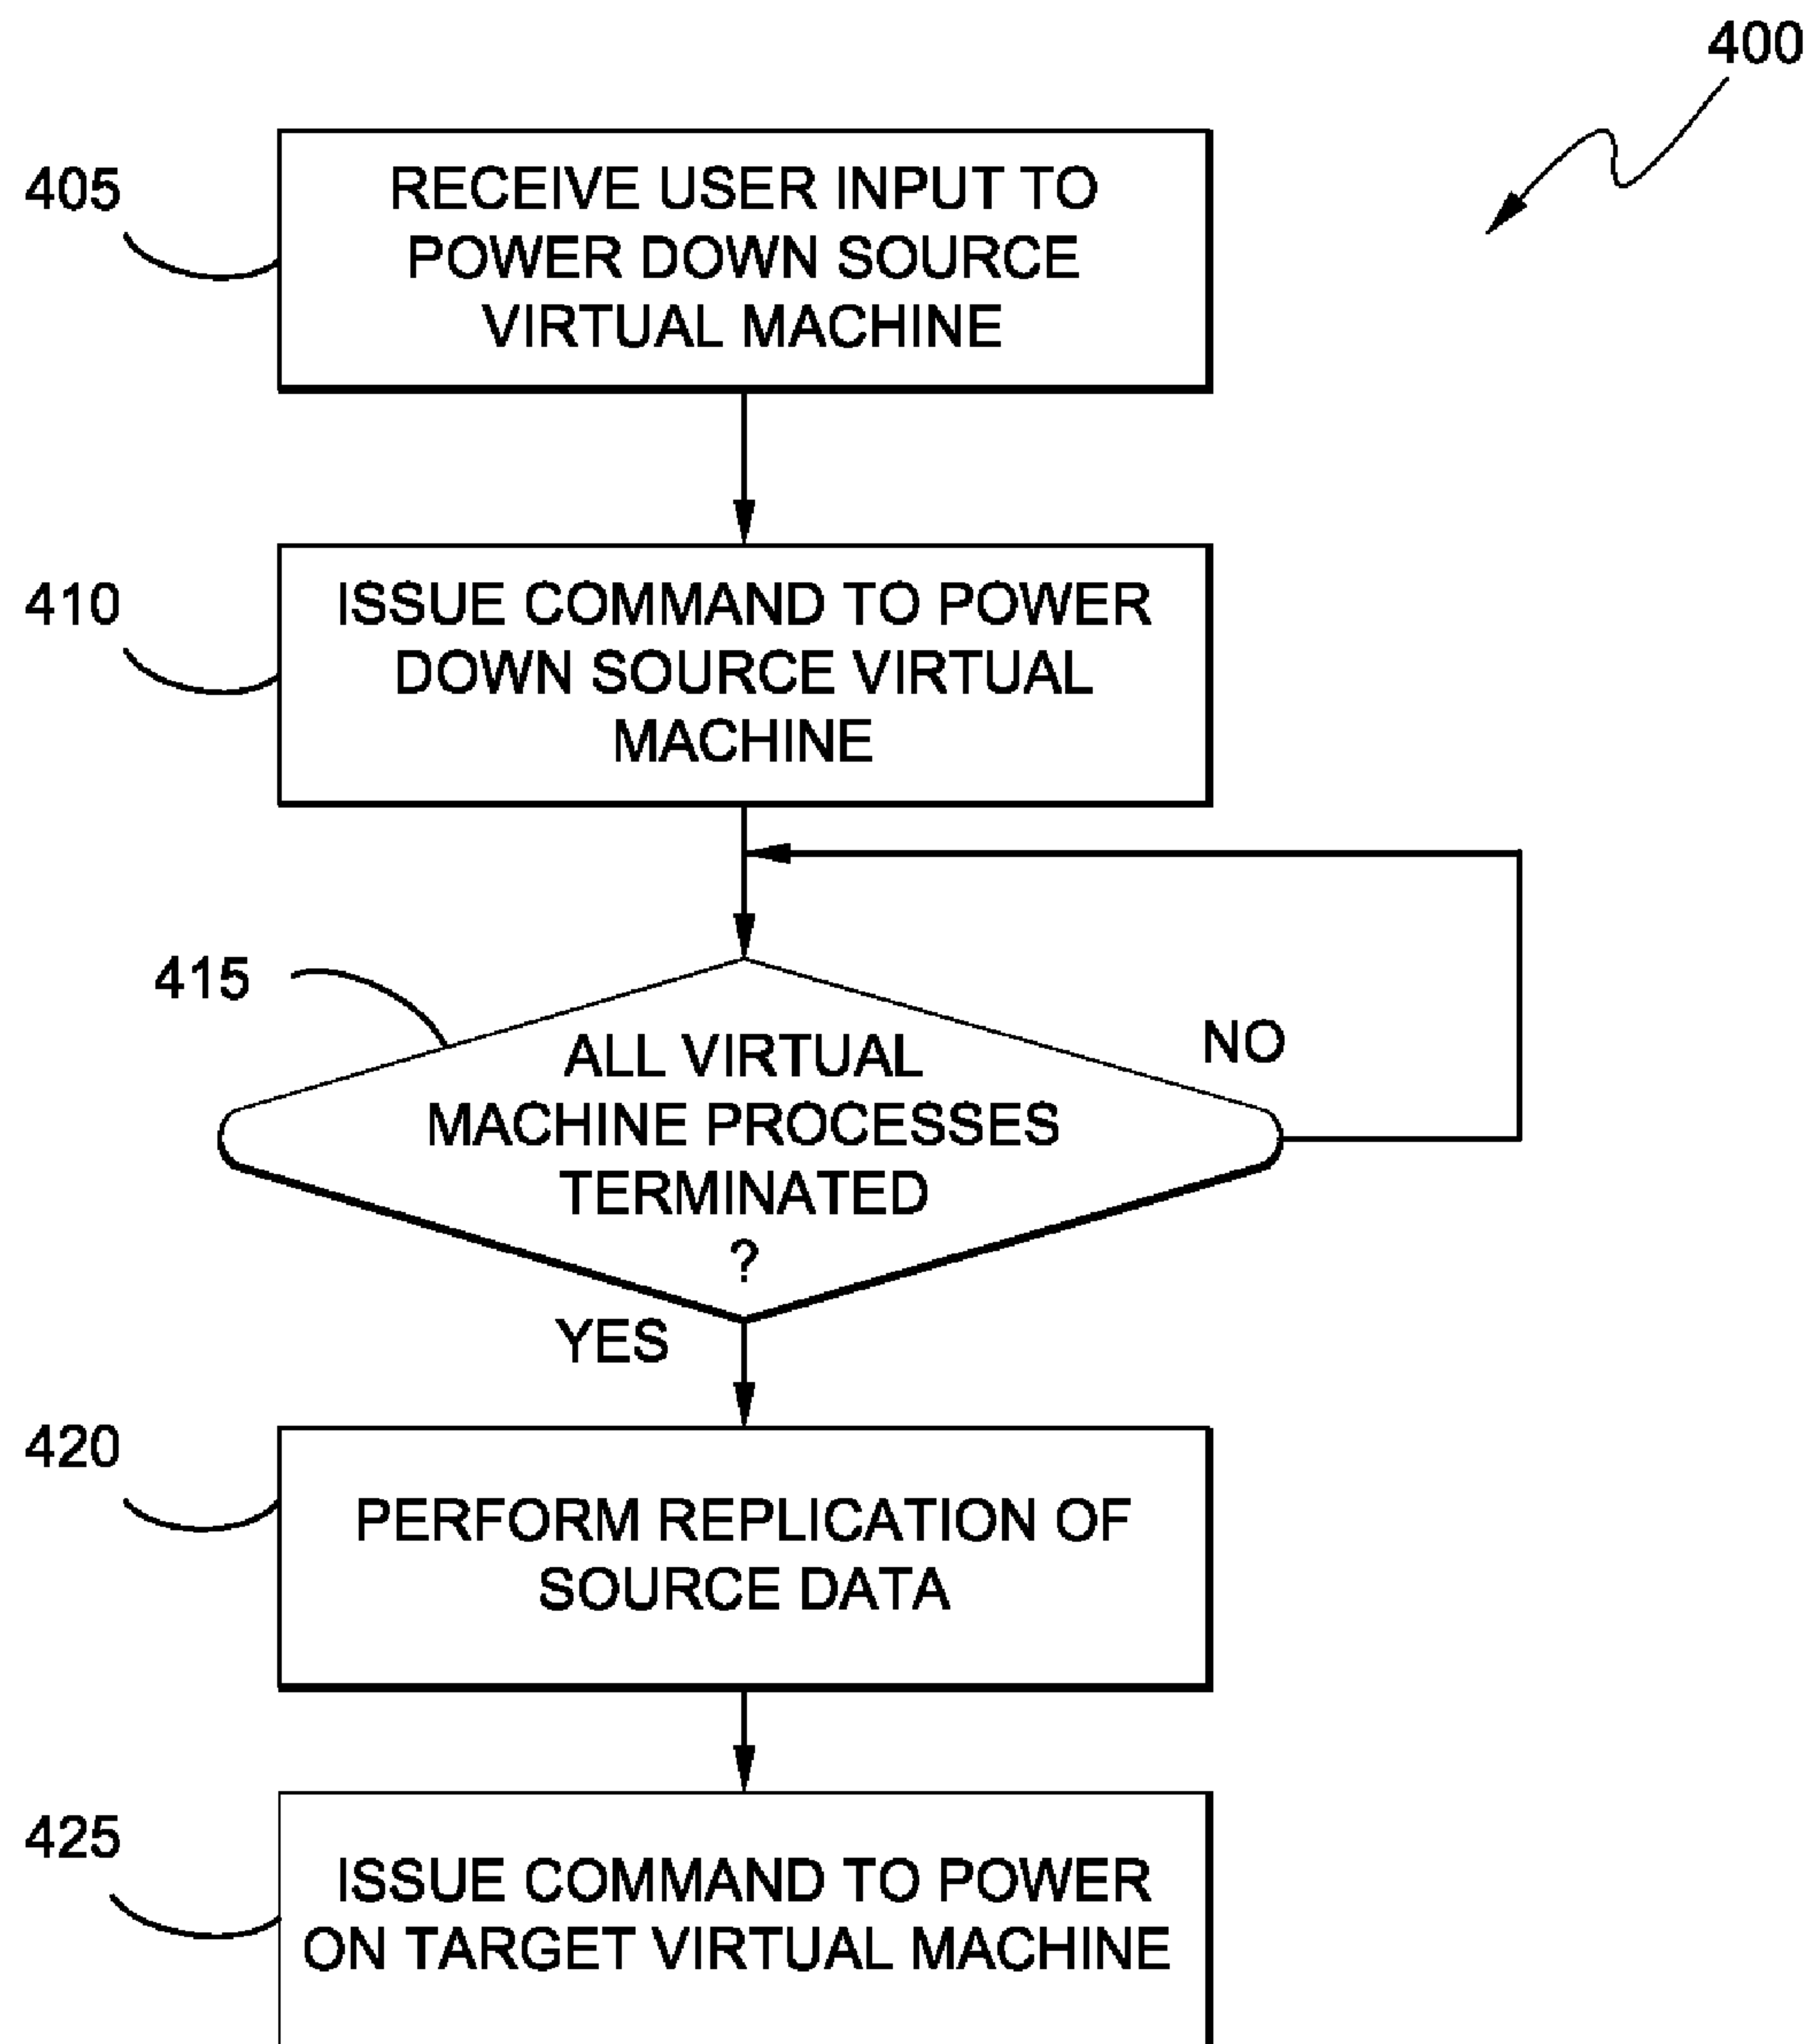 400
405
RECEIVE USER INPUT TO
POWER DOWN SOURCE
VIRTUAL MACHINE
410
ISSUE COMMAND TO POWER
DOWN SOURCE VIRTUAL
MACHINE
415
ALL VIRTUAL
MACHINE PROCESSES
TERMINATED
?
NO
YES
420
PERFORM REPLICATION OF
SOURCE DATA
425
ISSUE COMMAND TO POWER
ON TARGET VIRTUAL MACHINE